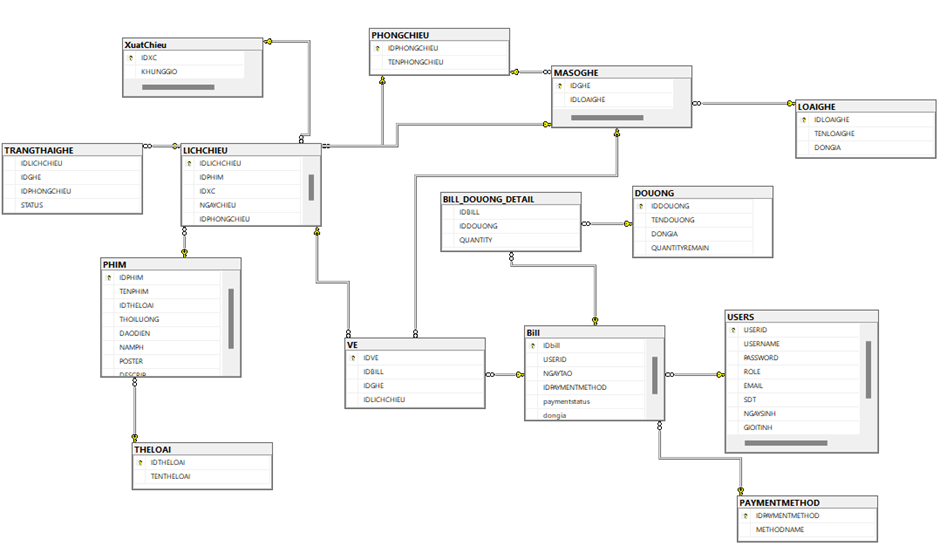 XuatChieu
IDXC
KHUNGGIO
PHONGCHIEU
IDPHONGCHIEU
TENPHONGCHIEU
MASOGHE
IDGHE
IDLOAIGHE
LOAIGHE
IDLOAIGHE
TENLOAIGHE
DONGIA
TRANGTHAIGHE
IDLICHCHIEU
IDGHE
IDPHONGCHIEU
STATUS
LICHCHIEU
IDLICHCHIEU
IDPHIM
IDXC
NGAYCHIEU
IDPHONGCHIEU
BILL_DOUONG_DETAIL
IDBILL
IDDOUONG
QUANTITY
DOUONG
IDDOUONG
TENDOUONG
DONGIA
QUANTITYREMAIN
PHIM
IDPHIM
TENPHIM
IDTHELOAI
THOILUONG
DAODIEN
NAMPH
POSTER
DESCRIP
VE
IDVE
IDBILL
IDGHE
IDLICHCHIEU
Bill
IDbill
USERID
NGAYTAO
IDPAYMENTMETHOD
paymentstatus
dongia
USERS
USERID
USERNAME
PASSWORD
ROLE
EMAIL
SDT
NGAYSINH
GIOITINH
THELOAI
IDTHELOAI
TENTHELOAI
PAYMENTMETHOD
IDPAYMENTMETHOD
METHODNAME